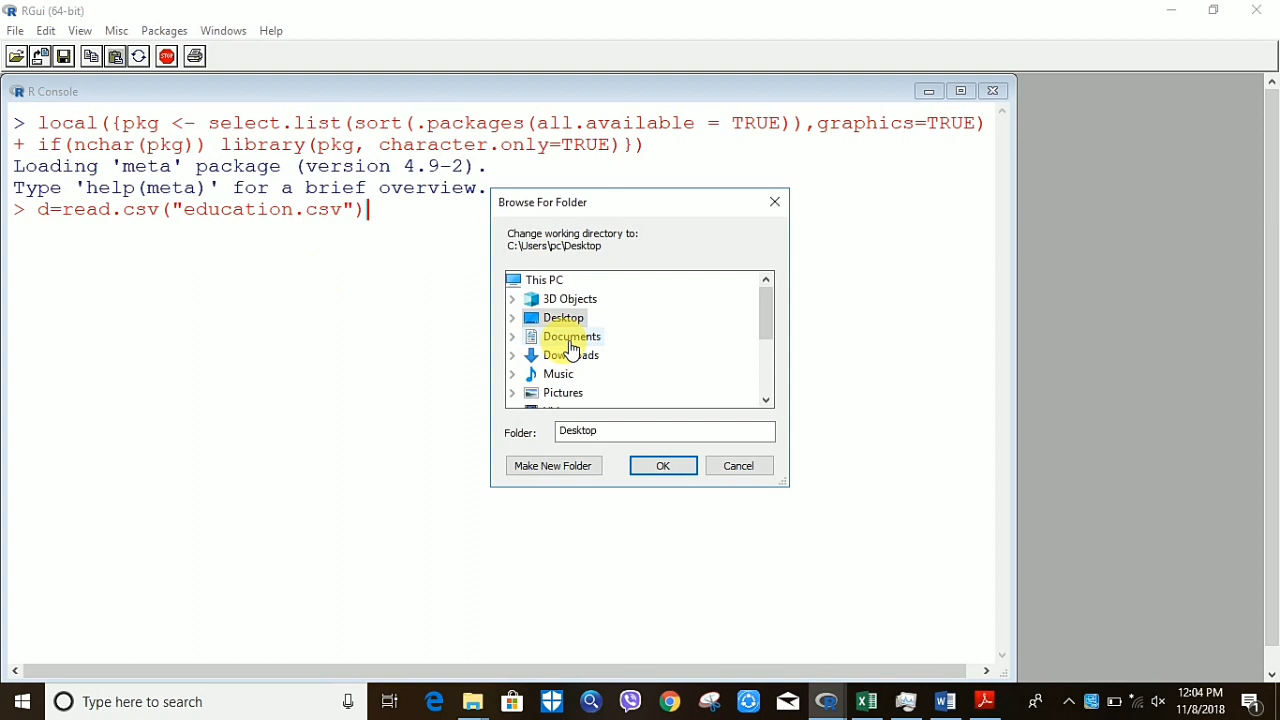 RGui (64-bit)
File Edit View Misc Packages Windows Help
STOP
R Console
> local({pkg <- select.list(sort(.packages(all.available = TRUE)),graphics=TRUE)
+ if(nchar(pkg)) library(pkg, character.only=TRUE)})
Loading 'meta' package (version 4.9-2).
Type 'help(meta)' for a brief overview.
> d=read.csv("education.csv")
Browse For Folder
Change working directory to:
C:\Users\pc\Desktop
This PC
3D Objects
Desktop
Documents
Downloads
Music
Pictures
Folder: Desktop
Make New Folder OK Cancel
Type here to search
12:04 PM
11/8/2018